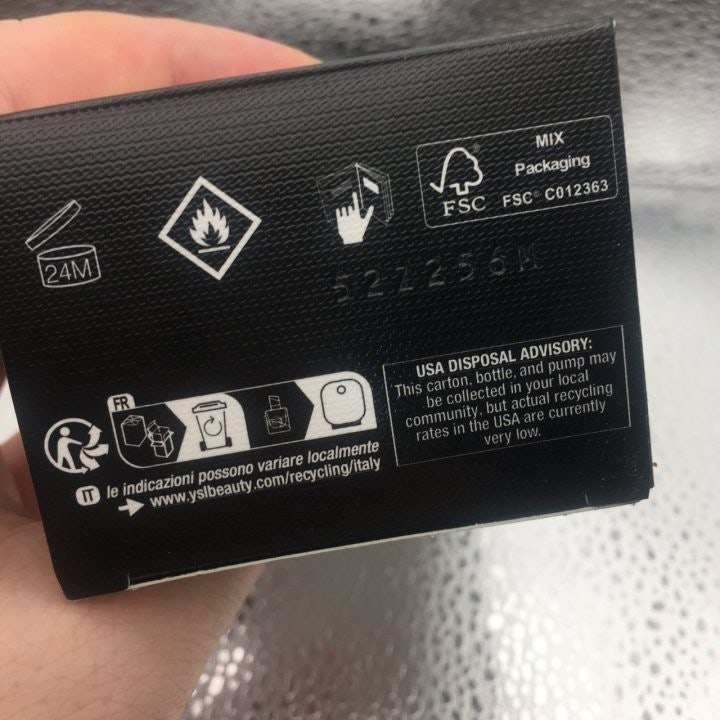 24M
FSC®
MIX
Packaging
FSC® C012363
52Z256M
FR
IT le indicazioni possono variare localmente
www.yslbeauty.com/recycling/italy
USA DISPOSAL ADVISORY:
This carton, bottle, and pump may
be collected in your local
community, but actual recycling
rates in the USA are currently
very low.